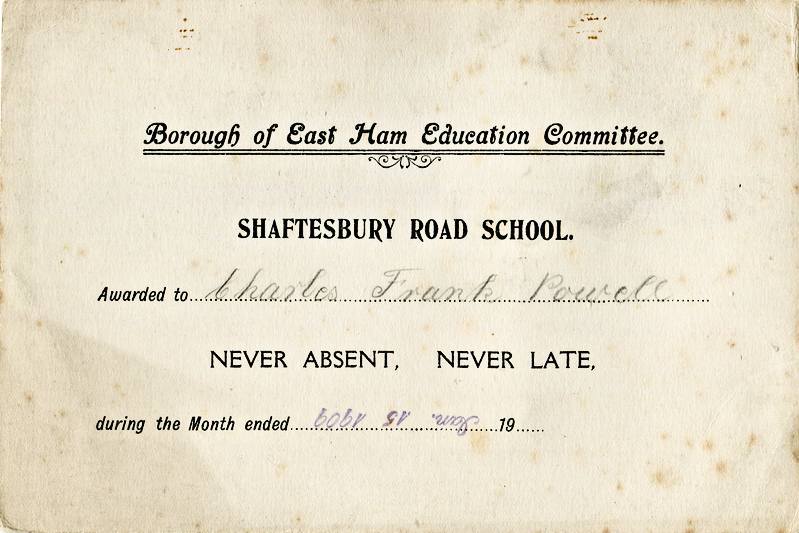 Borough of East Ham Education Committee.
SHAFTESBURY ROAD SCHOOL.
Awarded to Charles Frank Powell
NEVER ABSENT, NEVER LATE,
during the Month ended Jan. 15 1909 19